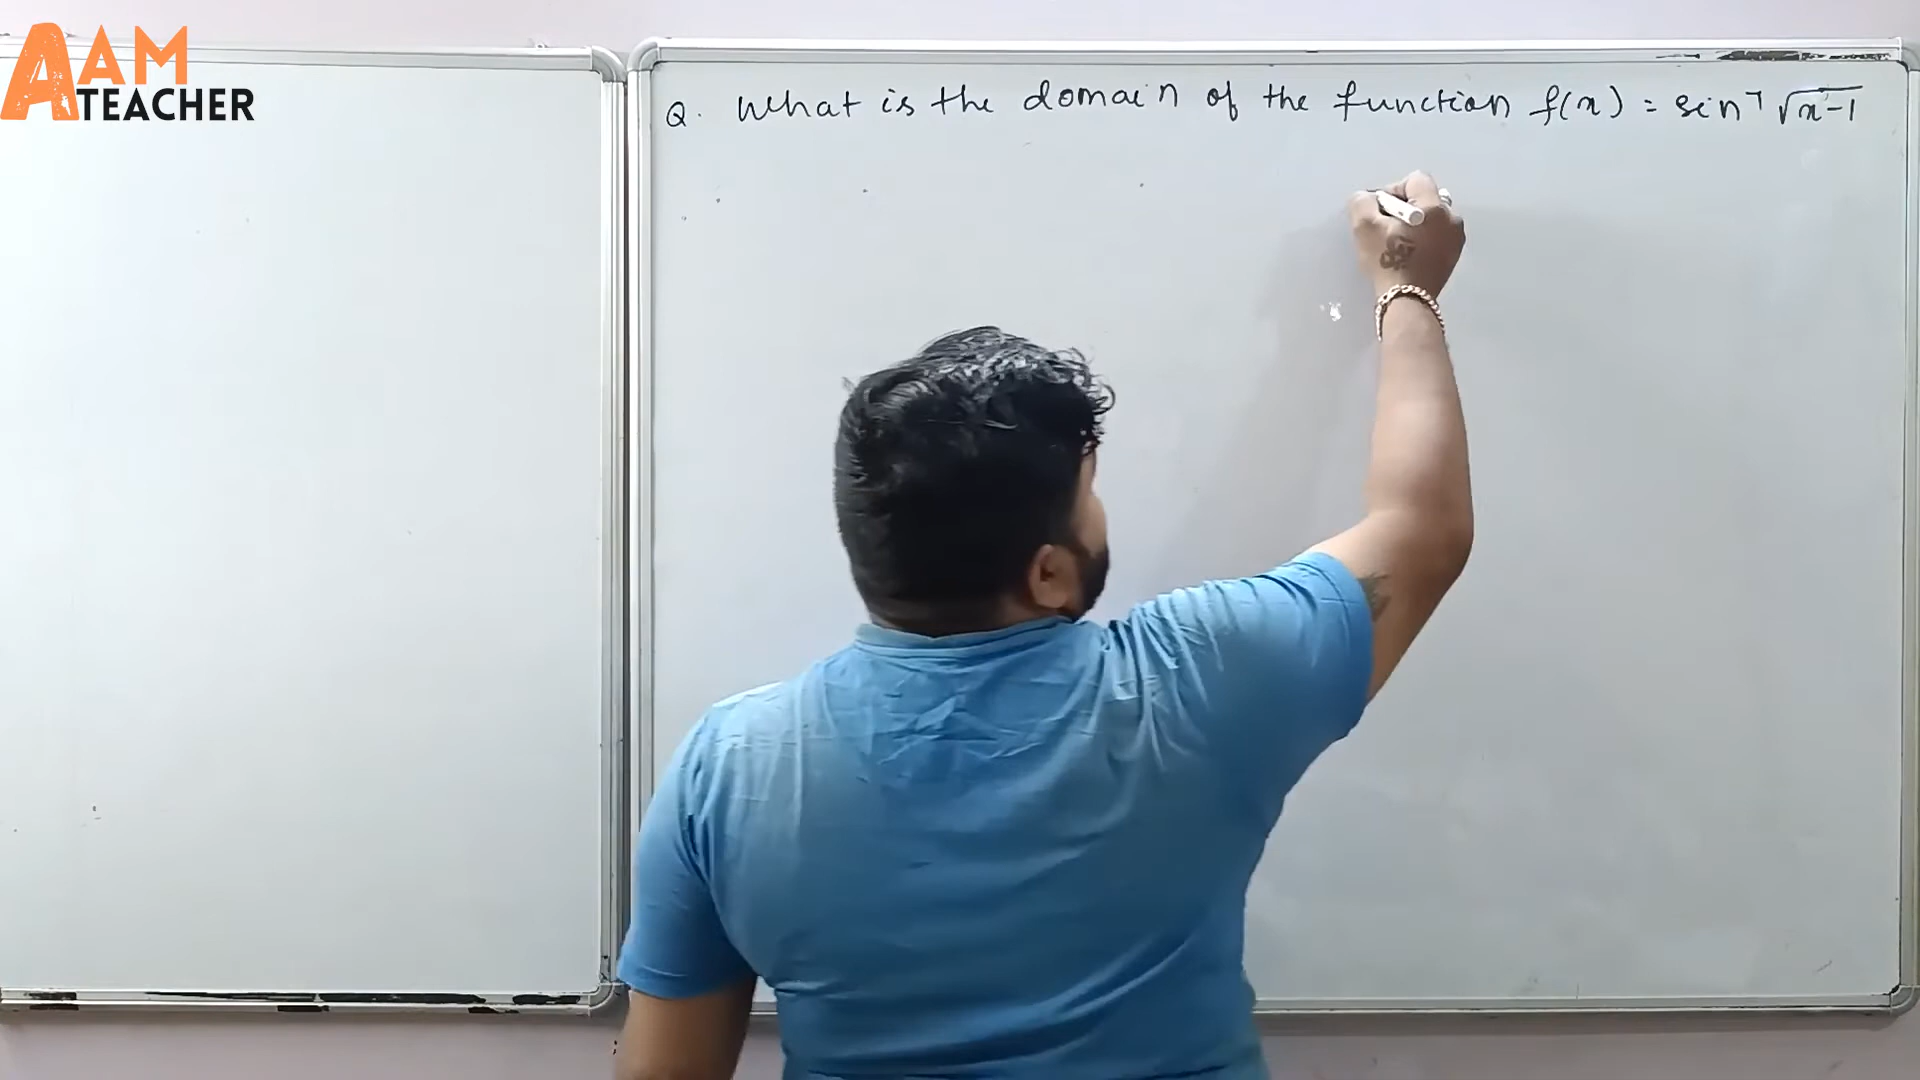 AAM
TEACHER
Q. What is the domain of the function f(x) = sin⁻¹ √x-1